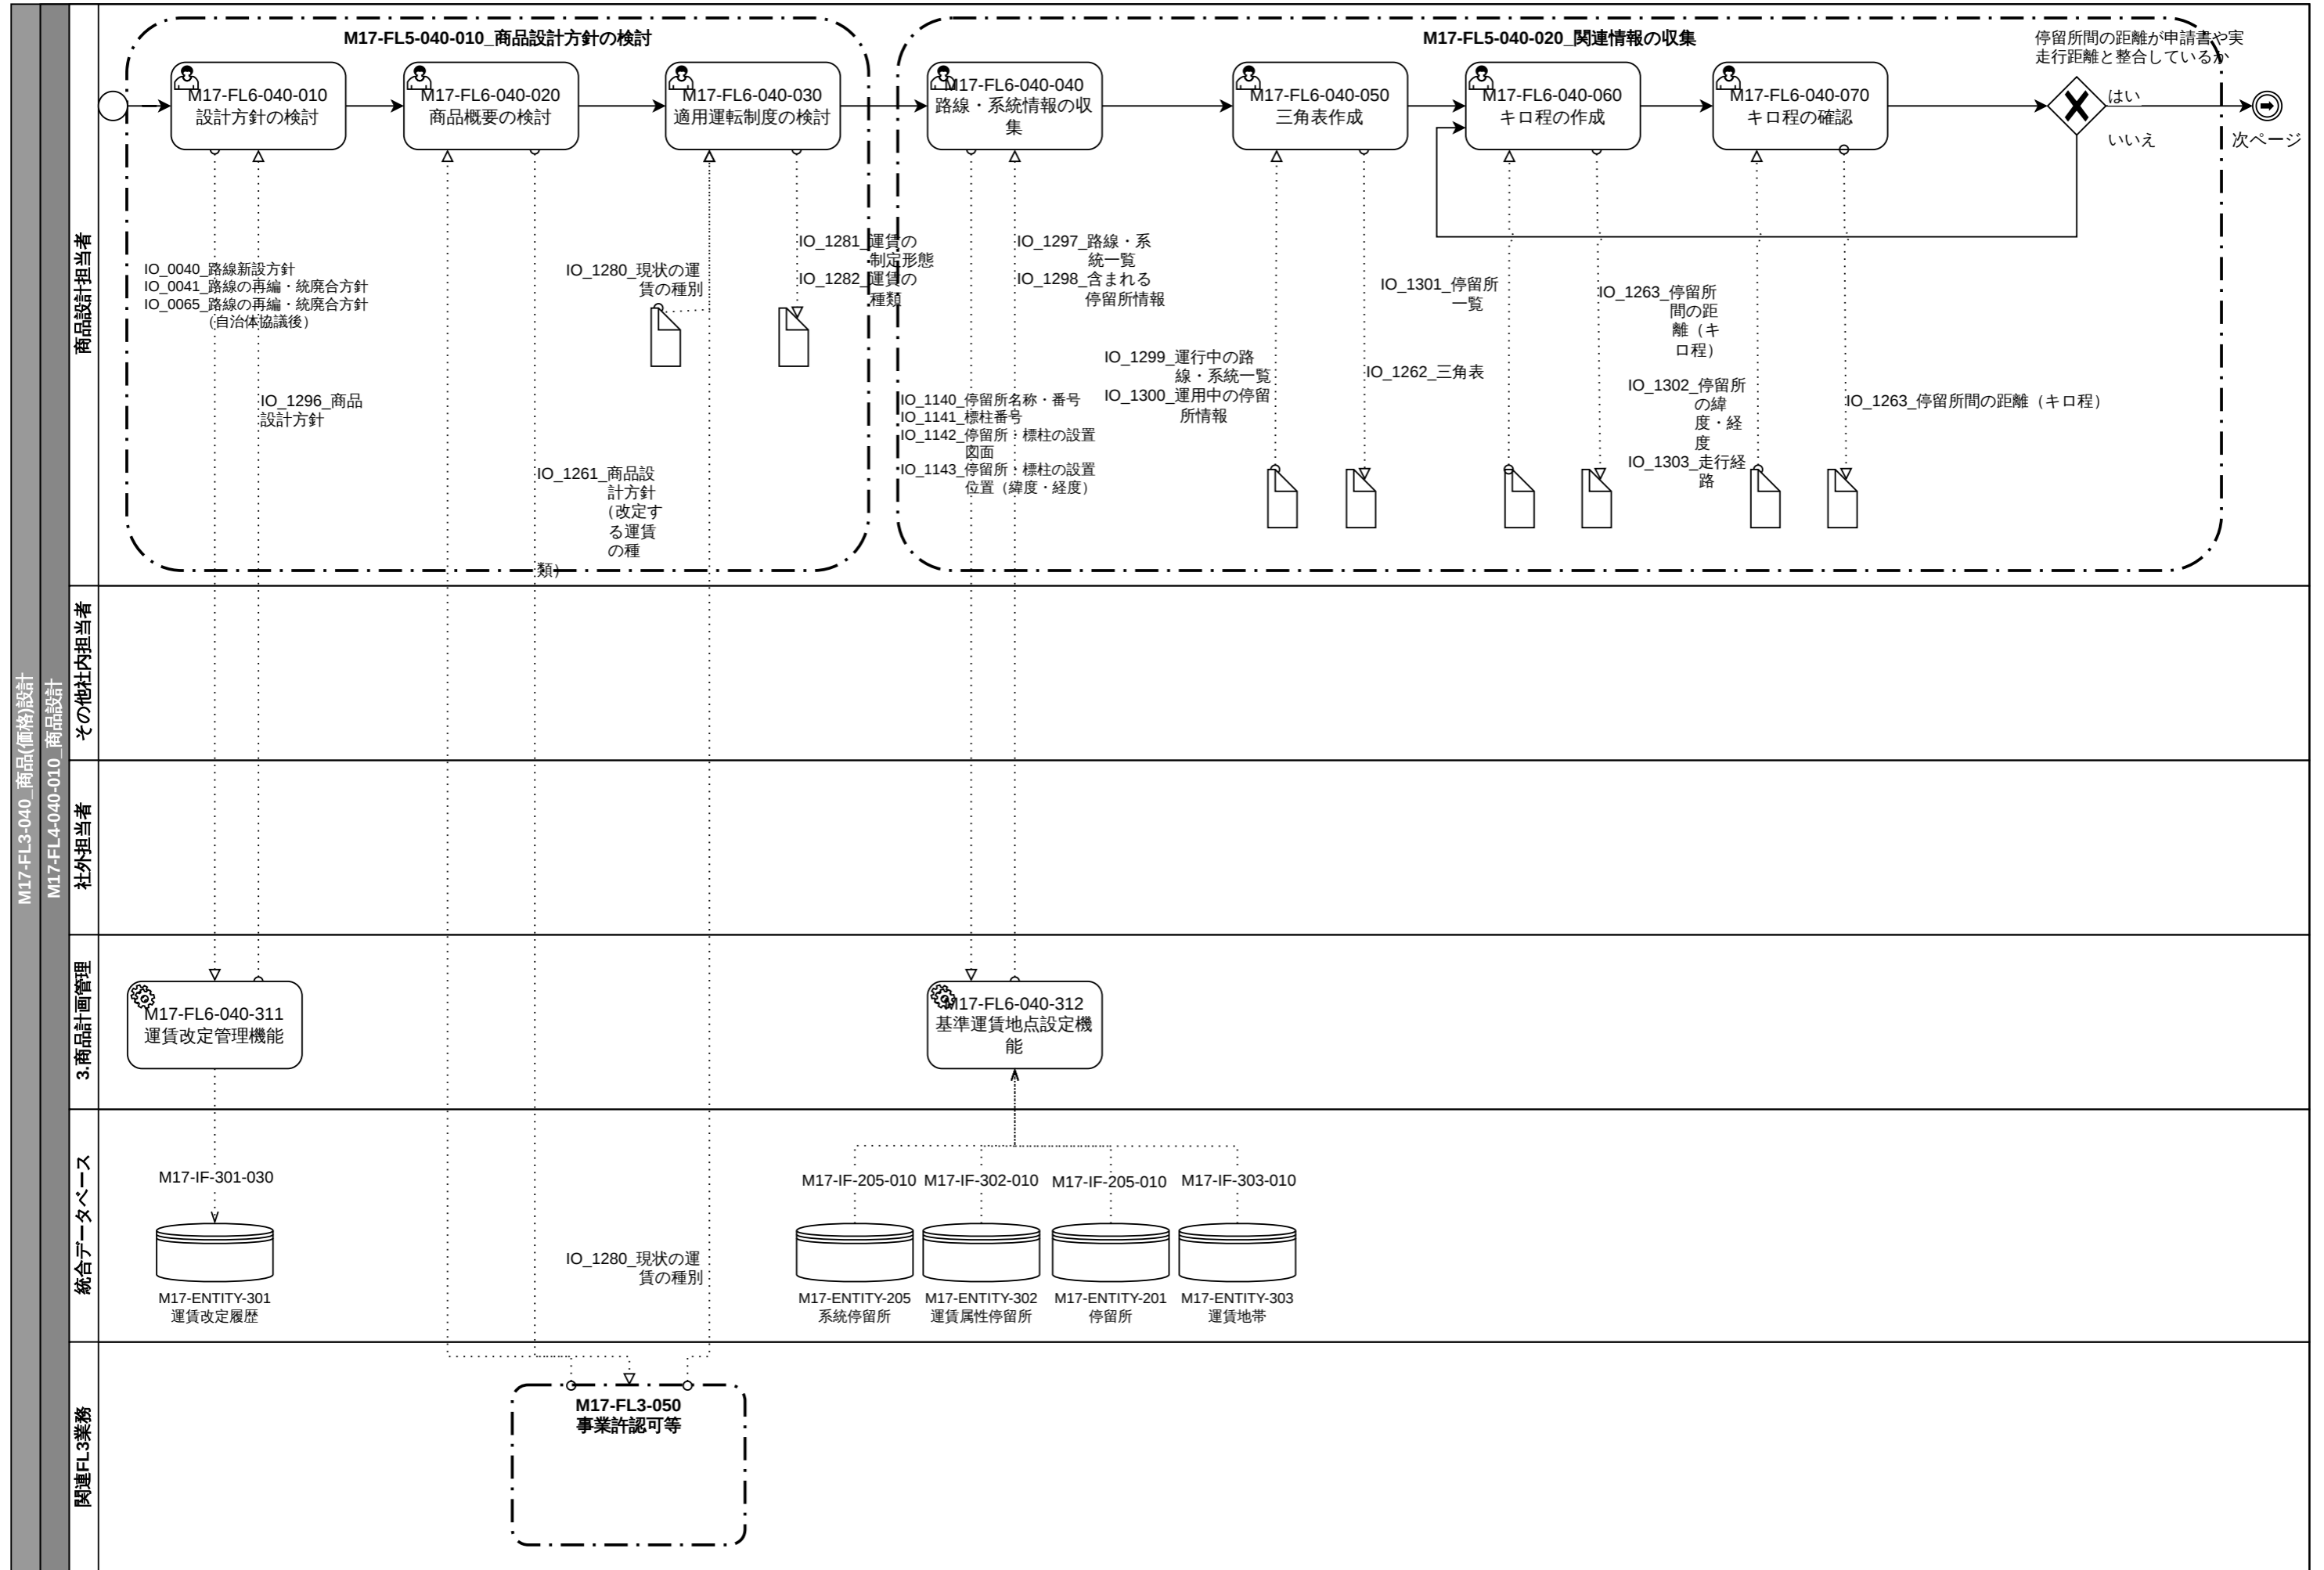 M17-FL3-040_商品(価格)設計
M17-FL4-040-010_商品設計
商品設計担当者
M17-FL5-040-010_商品設計方針の検討
M17-FL6-040-010
設計方針の検討
M17-FL6-040-020
商品概要の検討
M17-FL6-040-030
適用運転制度の検討
IO_0040_路線新設方針
IO_0041_路線の再編・統廃合方針
IO_0065_路線の再編・統廃合方針
（自治体協議後）
IO_1296_商品
設計方針
IO_1261_商品設
計方針
（改定す
る運賃
の種
類）
IO_1280_現状の運
賃の種別
IO_1281_運賃の
制定形態
IO_1282_運賃の
種類
M17-FL5-040-020_関連情報の収集
M17-FL6-040-040
路線・系統情報の収
集
M17-FL6-040-050
三角表作成
M17-FL6-040-060
キロ程の作成
M17-FL6-040-070
キロ程の確認
停留所間の距離が申請書や実
走行距離と整合しているか
はい
いいえ
次ページ
IO_1297_路線・系
統一覧
IO_1298_含まれる
停留所情報
IO_1140_停留所名称・番号
IO_1141_標柱番号
IO_1142_停留所・標柱の設置
図面
IO_1143_停留所・標柱の設置
位置（緯度・経度）
IO_1299_運行中の路
線・系統一覧
IO_1300_運用中の停留
所情報
IO_1262_三角表
IO_1301_停留所
一覧
IO_1263_停留所
間の距
離（キ
ロ程）
IO_1302_停留所
の緯
度・経
度
IO_1303_走行経
路
IO_1263_停留所間の距離（キロ程）
その他社内担当者
社外担当者
3.商品計画管理
M17-FL6-040-311
運賃改定管理機能
M17-FL6-040-312
基準運賃地点設定機
能
統合データベース
M17-IF-301-030
M17-ENTITY-301
運賃改定履歴
IO_1280_現状の運
賃の種別
M17-IF-205-010
M17-IF-302-010
M17-IF-205-010
M17-IF-303-010
M17-ENTITY-205
系統停留所
M17-ENTITY-302
運賃属性停留所
M17-ENTITY-201
停留所
M17-ENTITY-303
運賃地帯
関連FL3業務
M17-FL3-050
事業許認可等